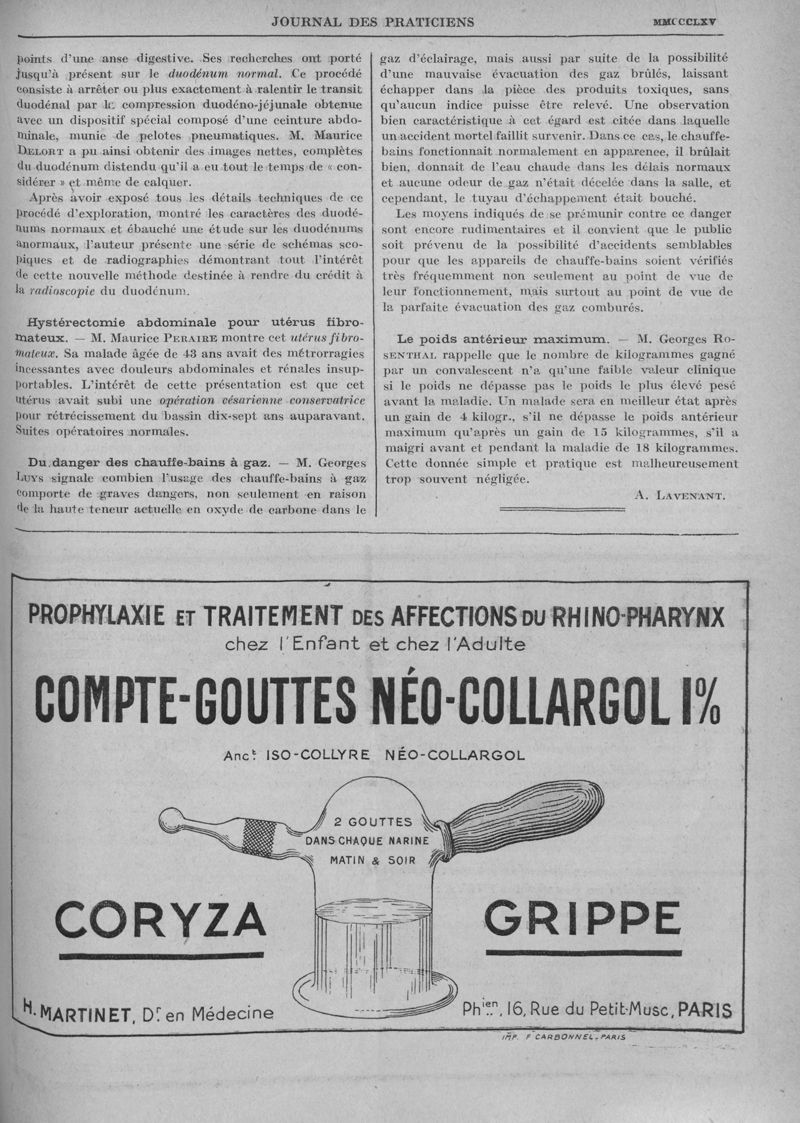 JOURNAL DES PRATICIENS
MMCCCLXV
points d'une anse digestive. Ses recherches ont porté
jusqu'à présent sur le duodénum normal. Ce procédé
consiste à arrêter ou plus exactement à ralentir le transit
duodénal par la compression duodéno-jéjunale obtenue
avec un dispositif spécial composé d'une ceinture abdo-
minale, munie de pelotes pneumatiques. M. Maurice
DELORT a pu ainsi obtenir des images nettes, complètes
du duodénum distendu qu'il a eu tout le temps de « con-
sidérer » et même de calquer.
Après avoir exposé tous les détails techniques de ce
procédé d'exploration, montré les caractères des duodé-
nums normaux et ébauché une étude sur les duodénums
anormaux, l'auteur présente une série de schémas sco-
piques et de radiographies démontrant tout l'intérêt
de cette nouvelle méthode destinée à rendre du crédit à
la radioscopie du duodénum.
Hystérectomie abdominale pour utérus fibro-
mateux. — M. Maurice PERAIRE montre cet utérus fibro-
mateux. Sa malade âgée de 43 ans avait des métrorragies
incessantes avec douleurs abdominales et rénales insup-
portables. L'intérêt de cette présentation est que cet
utérus avait subi une opération césarienne conservatrice
pour rétrécissement du bassin dix-sept ans auparavant.
Suites opératoires normales.
Du danger des chauffe-bains à gaz. — M. Georges
LUYS signale combien l'usage des chauffe-bains à gaz
comporte de graves dangers, non seulement en raison
de la haute teneur actuelle en oxyde de carbone dans le
gaz d'éclairage, mais aussi par suite de la possibilité
d'une mauvaise évacuation des gaz brûlés, laissant
échapper dans la pièce des produits toxiques, sans
qu'aucun indice puisse être relevé. Une observation
bien caractéristique à cet égard est citée dans laquelle
un accident mortel faillit survenir. Dans ce cas, le chauffe-
bains fonctionnait normalement en apparence, il brûlait
bien, donnait de l'eau chaude dans les délais normaux
et aucune odeur de gaz n'était décelée dans la salle, et
cependant, le tuyau d'échappement était bouché.
Les moyens indiqués de se prémunir contre ce danger
sont encore rudimentaires et il convient que le public
soit prévenu de la possibilité d'accidents semblables
pour que les appareils de chauffe-bains soient vérifiés
très fréquemment non seulement au point de vue de
leur fonctionnement, mais surtout au point de vue de
la parfaite évacuation des gaz comburés.
Le poids antérieur maximum. — M. Georges RO-
SENTHAL rappelle que le nombre de kilogrammes gagné
par un convalescent n'a qu'une faible valeur clinique
si le poids ne dépasse pas le poids le plus élevé pesé
avant la maladie. Un malade sera en meilleur état après
un gain de 4 kilogr., s'il ne dépasse le poids antérieur
maximum qu'après un gain de 15 kilogrammes, s'il a
maigri avant et pendant la maladie de 18 kilogrammes.
Cette donnée simple et pratique est malheureusement
trop souvent négligée.
A. LAVENANT.
PROPHYLAXIE ET TRAITEMENT DES AFFECTIONS DU RHINO-PHARYNX
chez l'Enfant et chez l'Adulte
COMPTE-GOUTTES NÉO-COLLARGOL 1%
Anct. ISO-COLLYRE NÉO-COLLARGOL
2 GOUTTES
DANS CHAQUE NARINE
MATIN & SOIR
CORYZA
GRIPPE
H. MARTINET, Dr. en Médecine
Phien., 16, Rue du Petit-Musc, PARIS
IMP. F CARBONNEL. PARIS